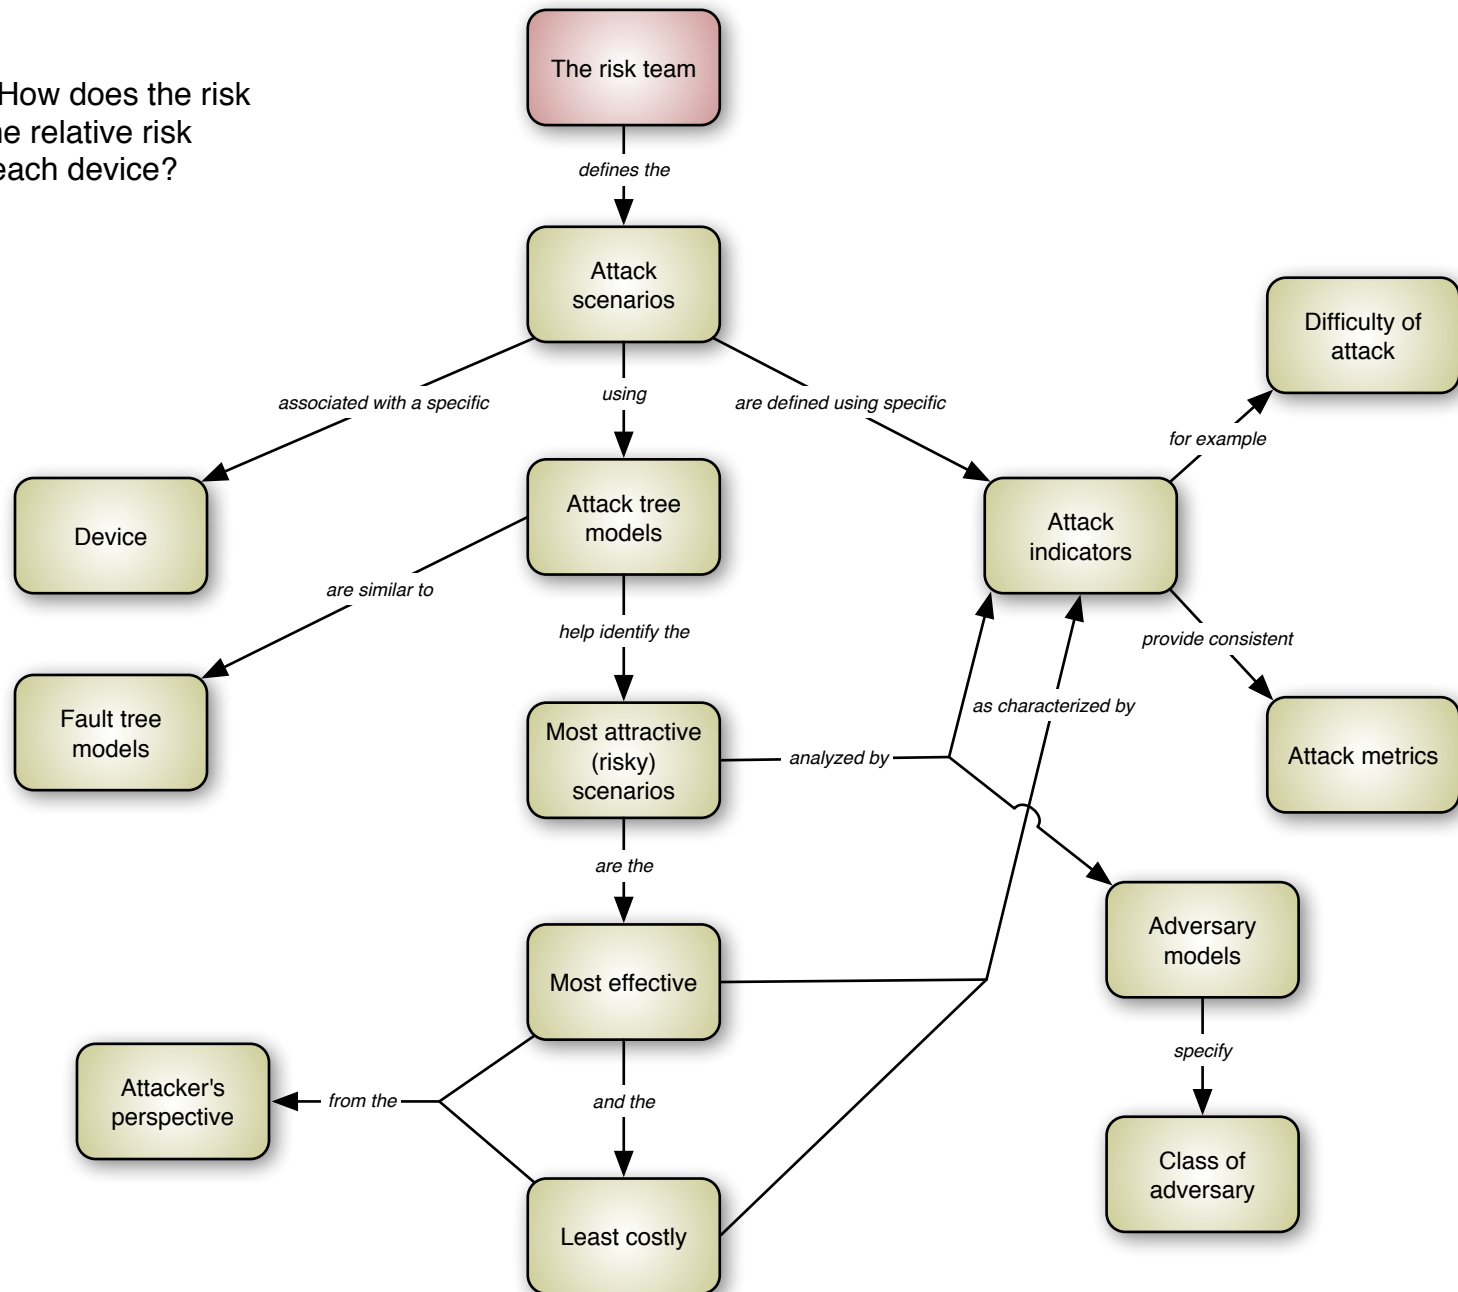 How does the risk
he relative risk
each device?
The risk team
defines the
Attack
scenarios
associated with a specific
using
are defined using specific
Difficulty of
attack
for example
Device
Attack tree
models
Attack
indicators
are similar to
help identify the
provide consistent
Fault tree
models
Most attractive
(risky)
scenarios
analyzed by
as characterized by
Attack metrics
are the
Most effective
Adversary
models
specify
Attacker's
perspective
from the
and the
Class of
adversary
Least costly